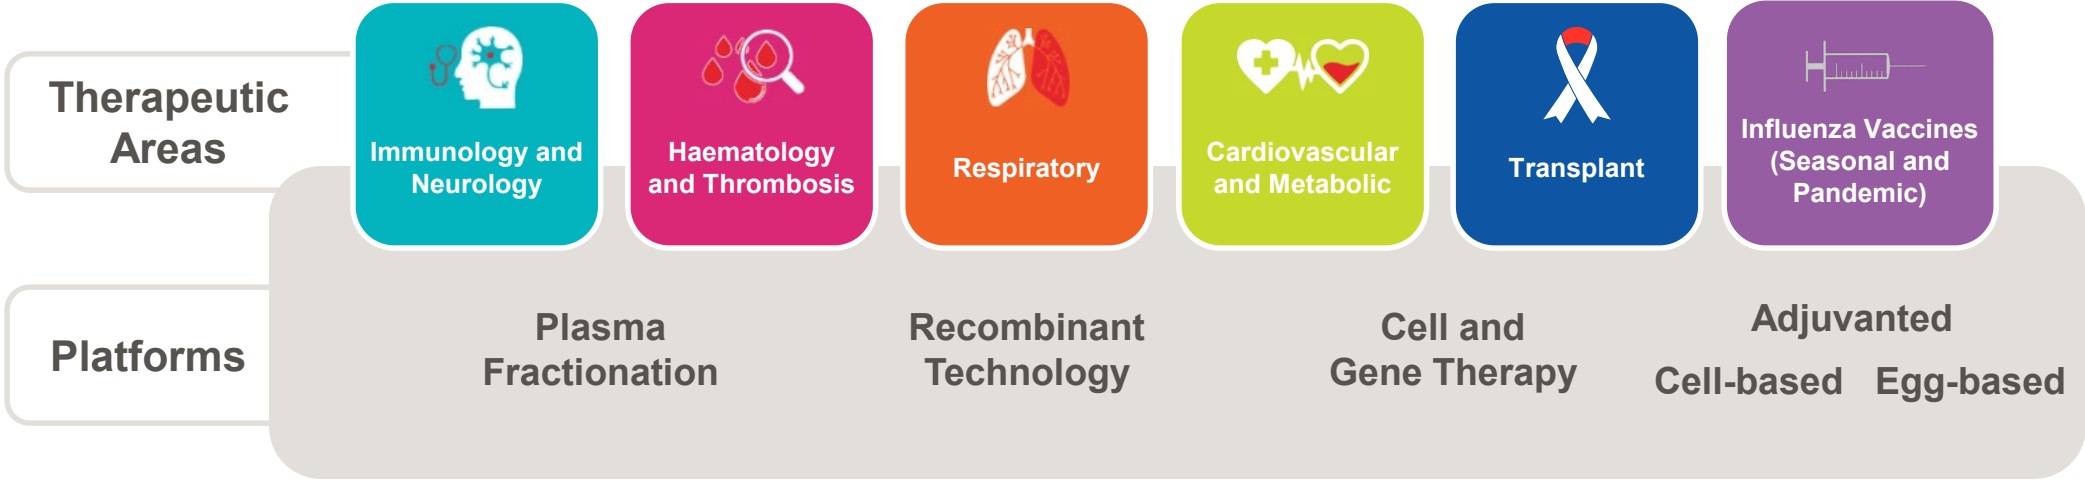 Therapeutic
Areas
Immunology and
Neurology
Haematology
and Thrombosis
Respiratory
Cardiovascular
and Metabolic
Transplant
Influenza Vaccines
(Seasonal and
Pandemic)
Platforms
Plasma
Fractionation
Recombinant
Technology
Cell and
Gene Therapy
Adjuvanted
Cell-based Egg-based